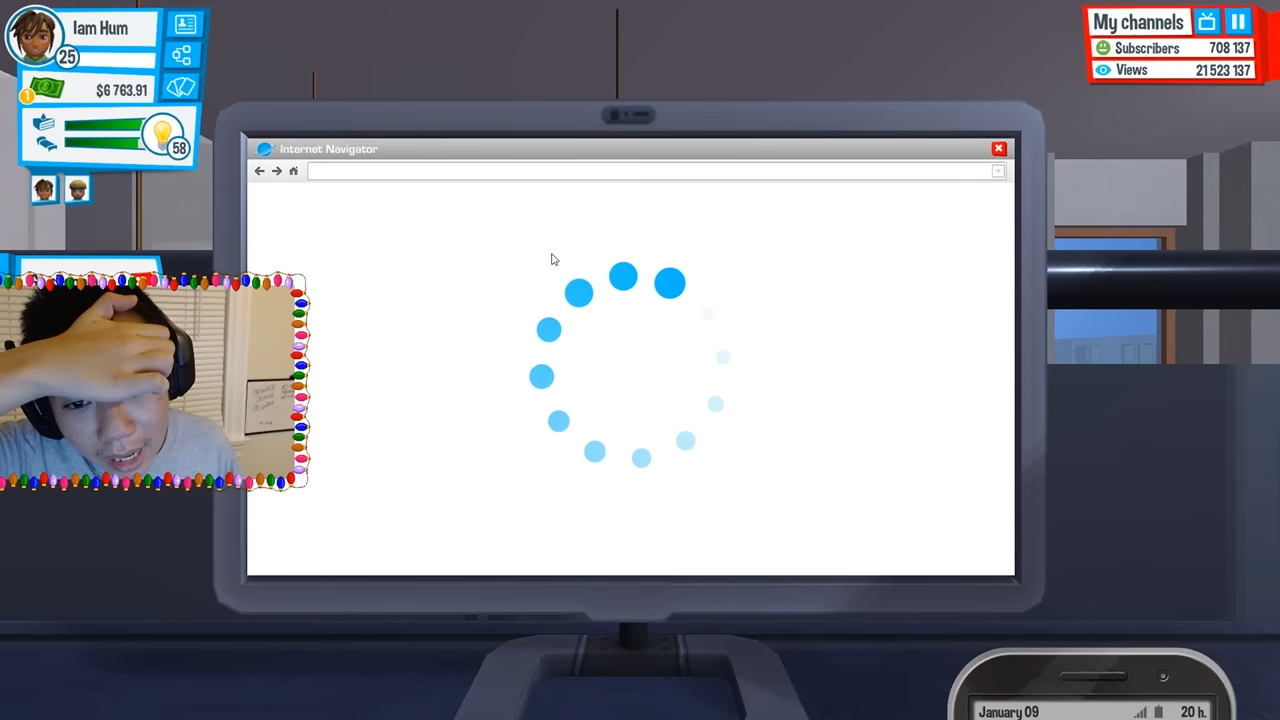 Iam Hum
25
$6 763.91
1
58
My channels
Subscribers 708 137
Views 21 523 137
Internet Navigator
January 09 20 h.